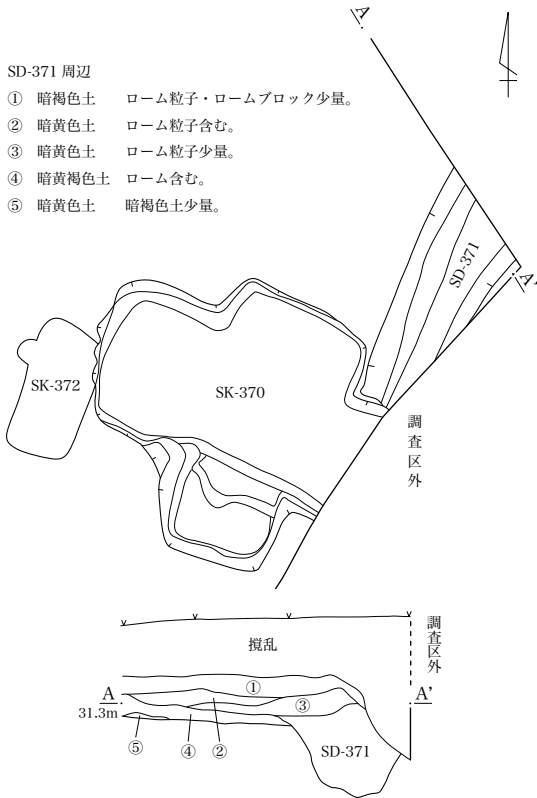 A
SD-371 周辺
① 暗褐色土 ローム粒子・ロームブロック少量。
② 暗黄色土 ローム粒子含む。
③ 暗黄色土 ローム粒子少量。
④ 暗黄褐色土 ローム含む。
⑤ 暗黄色土 暗褐色土少量。
SD-371
A'
SK-372
SK-370
調査区外
調査区外
撹乱
①
A
A'
31.3m
③
⑤
④
②
SD-371